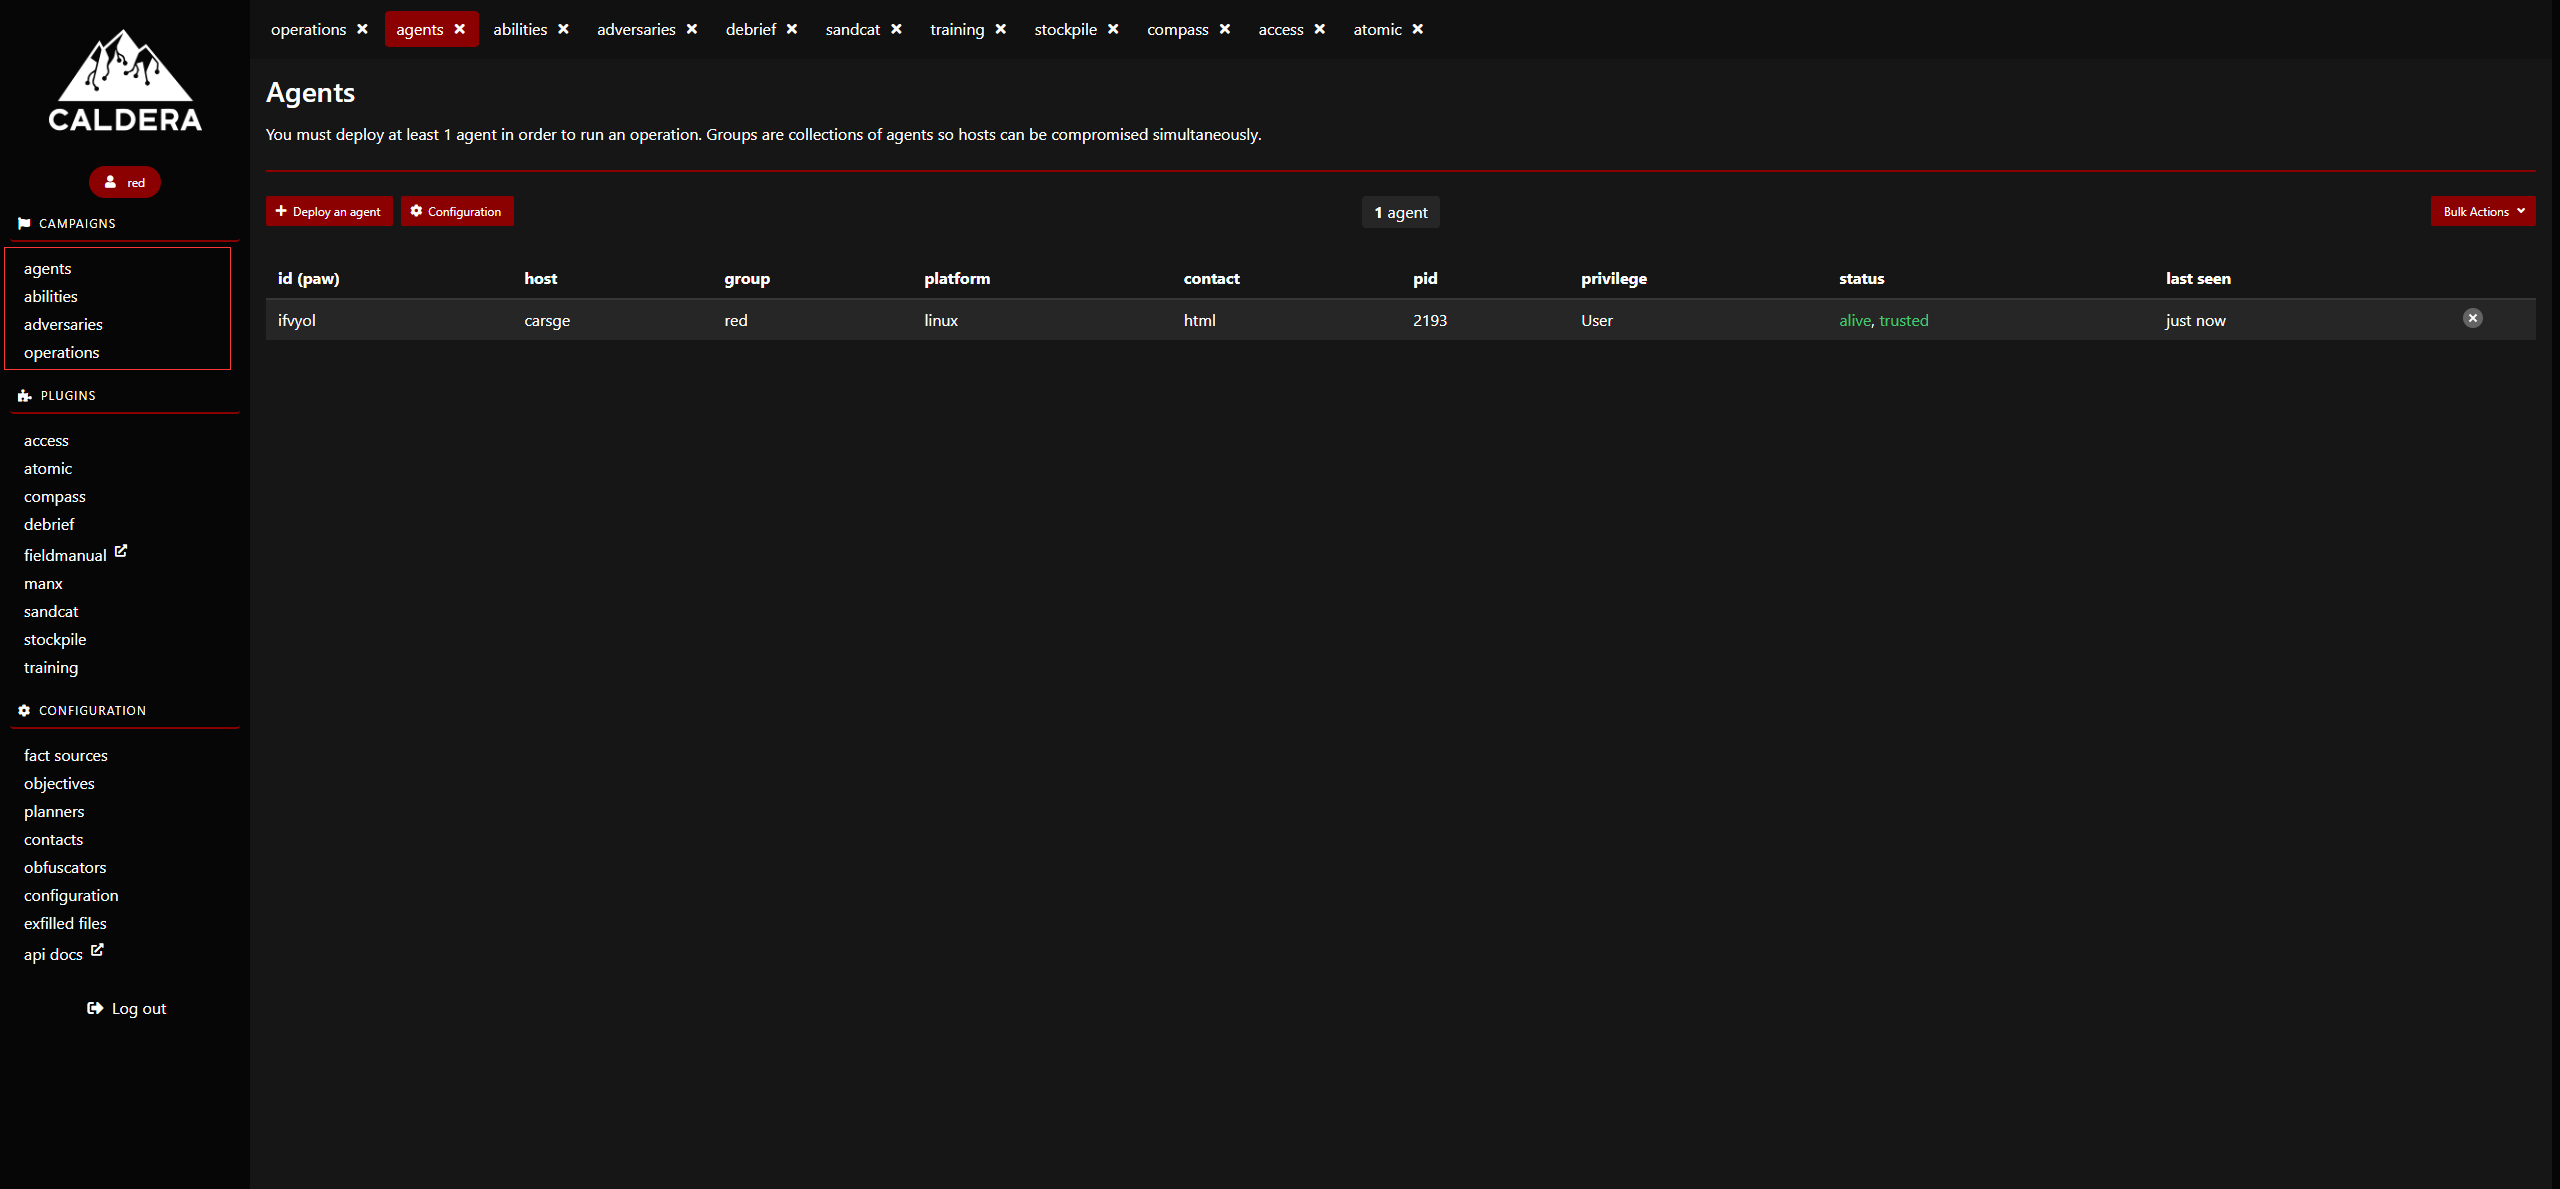 CALDERA
red
CAMPAIGNS
agents
abilities
adversaries
operations
PLUGINS
access
atomic
compass
debrief
fieldmanual
manx
sandcat
stockpile
training
CONFIGURATION
fact sources
objectives
planners
contacts
obfuscators
configuration
exfilled files
api docs
Log out
operations agents abilities adversaries debrief sandcat training stockpile compass access atomic
Agents
You must deploy at least 1 agent in order to run an operation. Groups are collections of agents so hosts can be compromised simultaneously.
Deploy an agent Configuration 1 agent Bulk Actions
id (paw) host group platform contact pid privilege status last seen
ifvyol carsge red linux html 2193 User alive, trusted just now